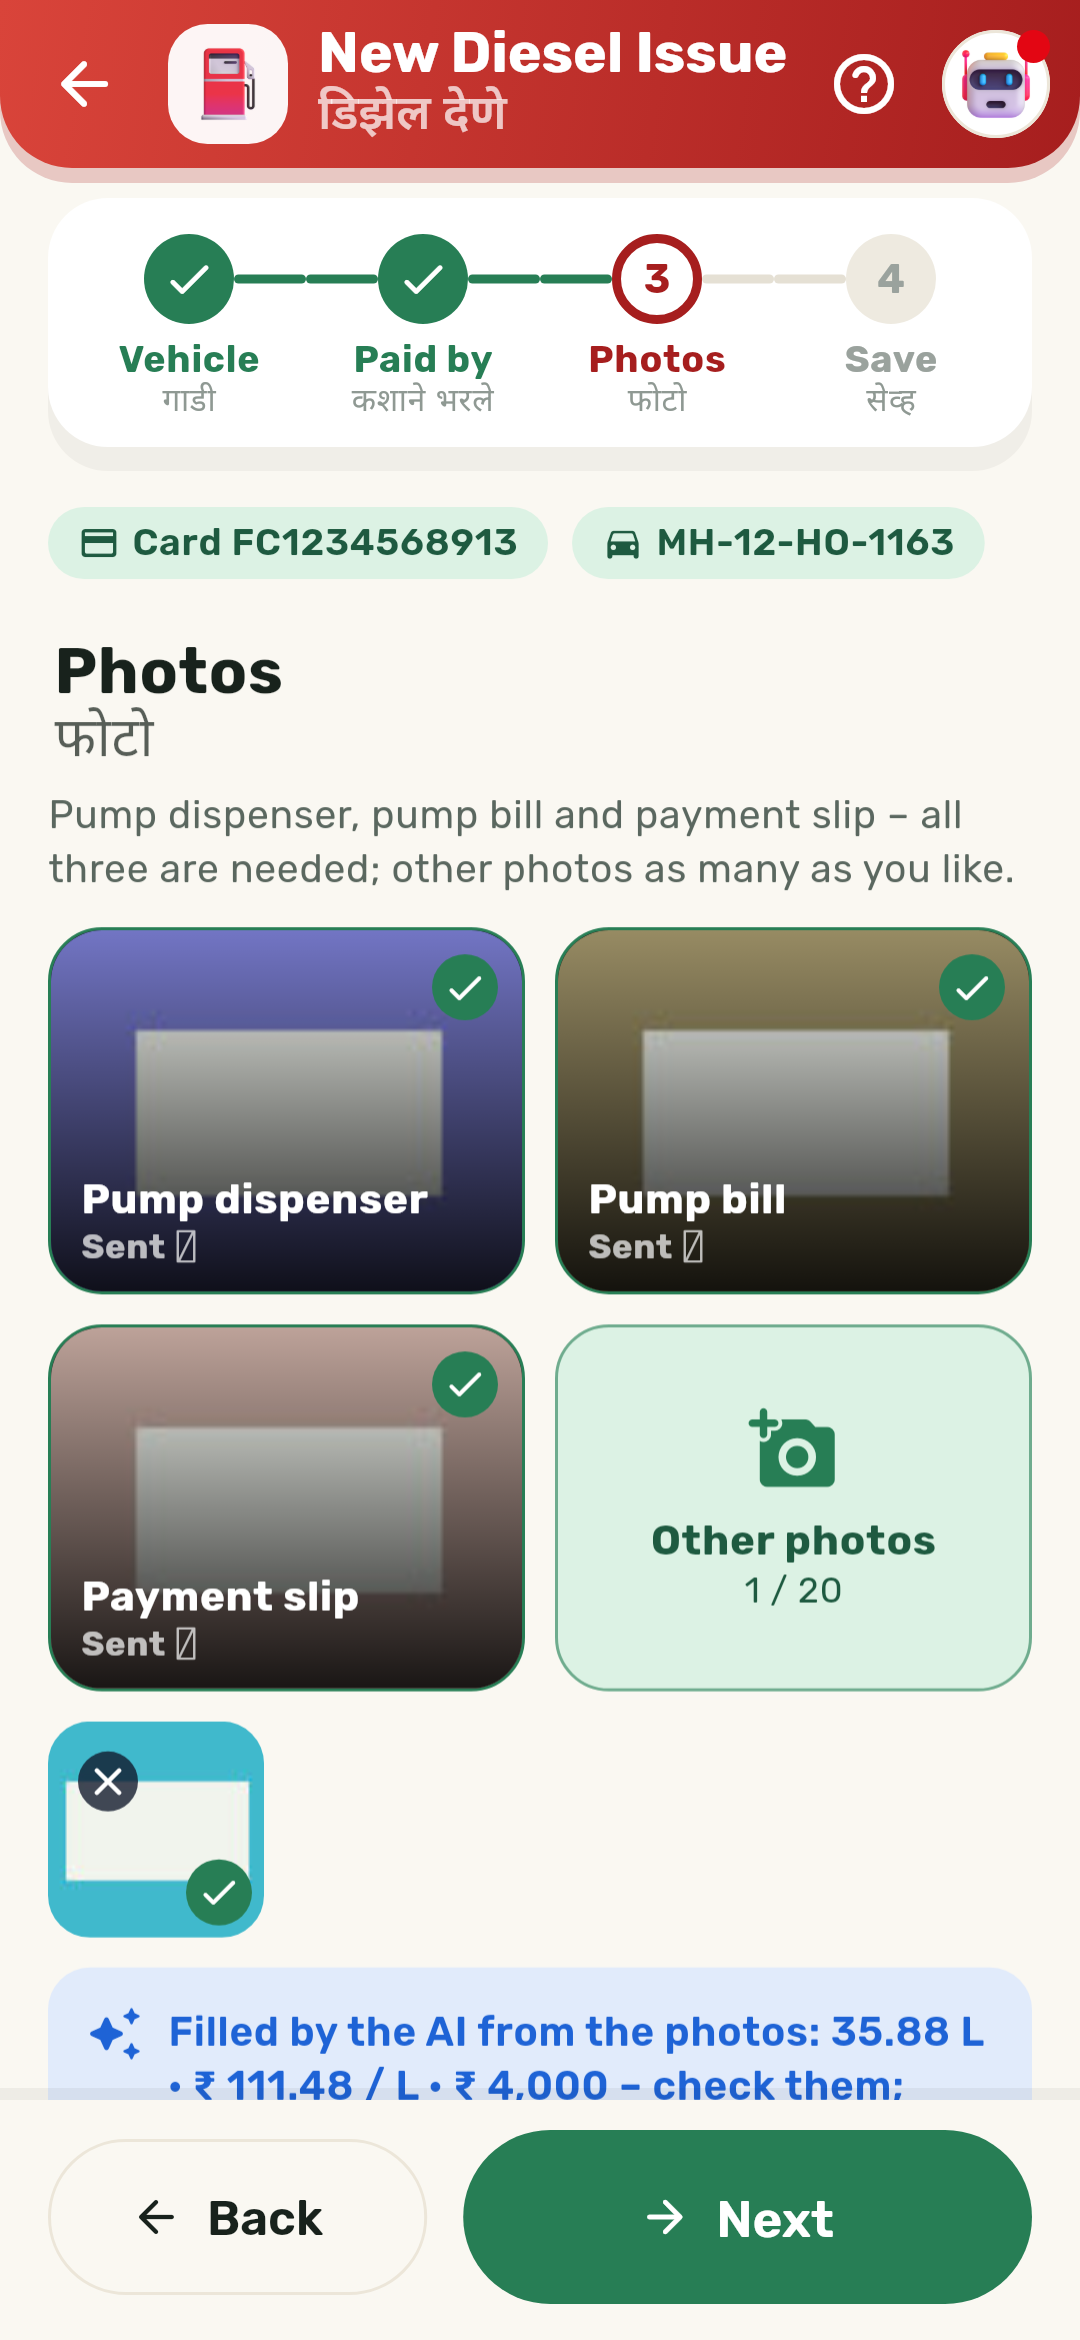 New Diesel Issue
डिझेल देणे
3
4
Vehicle
Paid by
Photos
Save
गाडी
कशाने भरले
फोटो
सेव्ह
Card FC1234568913
MH-12-HO-1163
Photos
फोटो
Pump dispenser, pump bill and payment slip – all
three are needed; other photos as many as you like.
Pump dispenser
Sent
Pump bill
Sent
Payment slip
Sent
Other photos
1 / 20
Filled by the AI from the photos: 35.88 L
• ₹ 111.48 / L • ₹ 4,000 – check them;
Back
Next